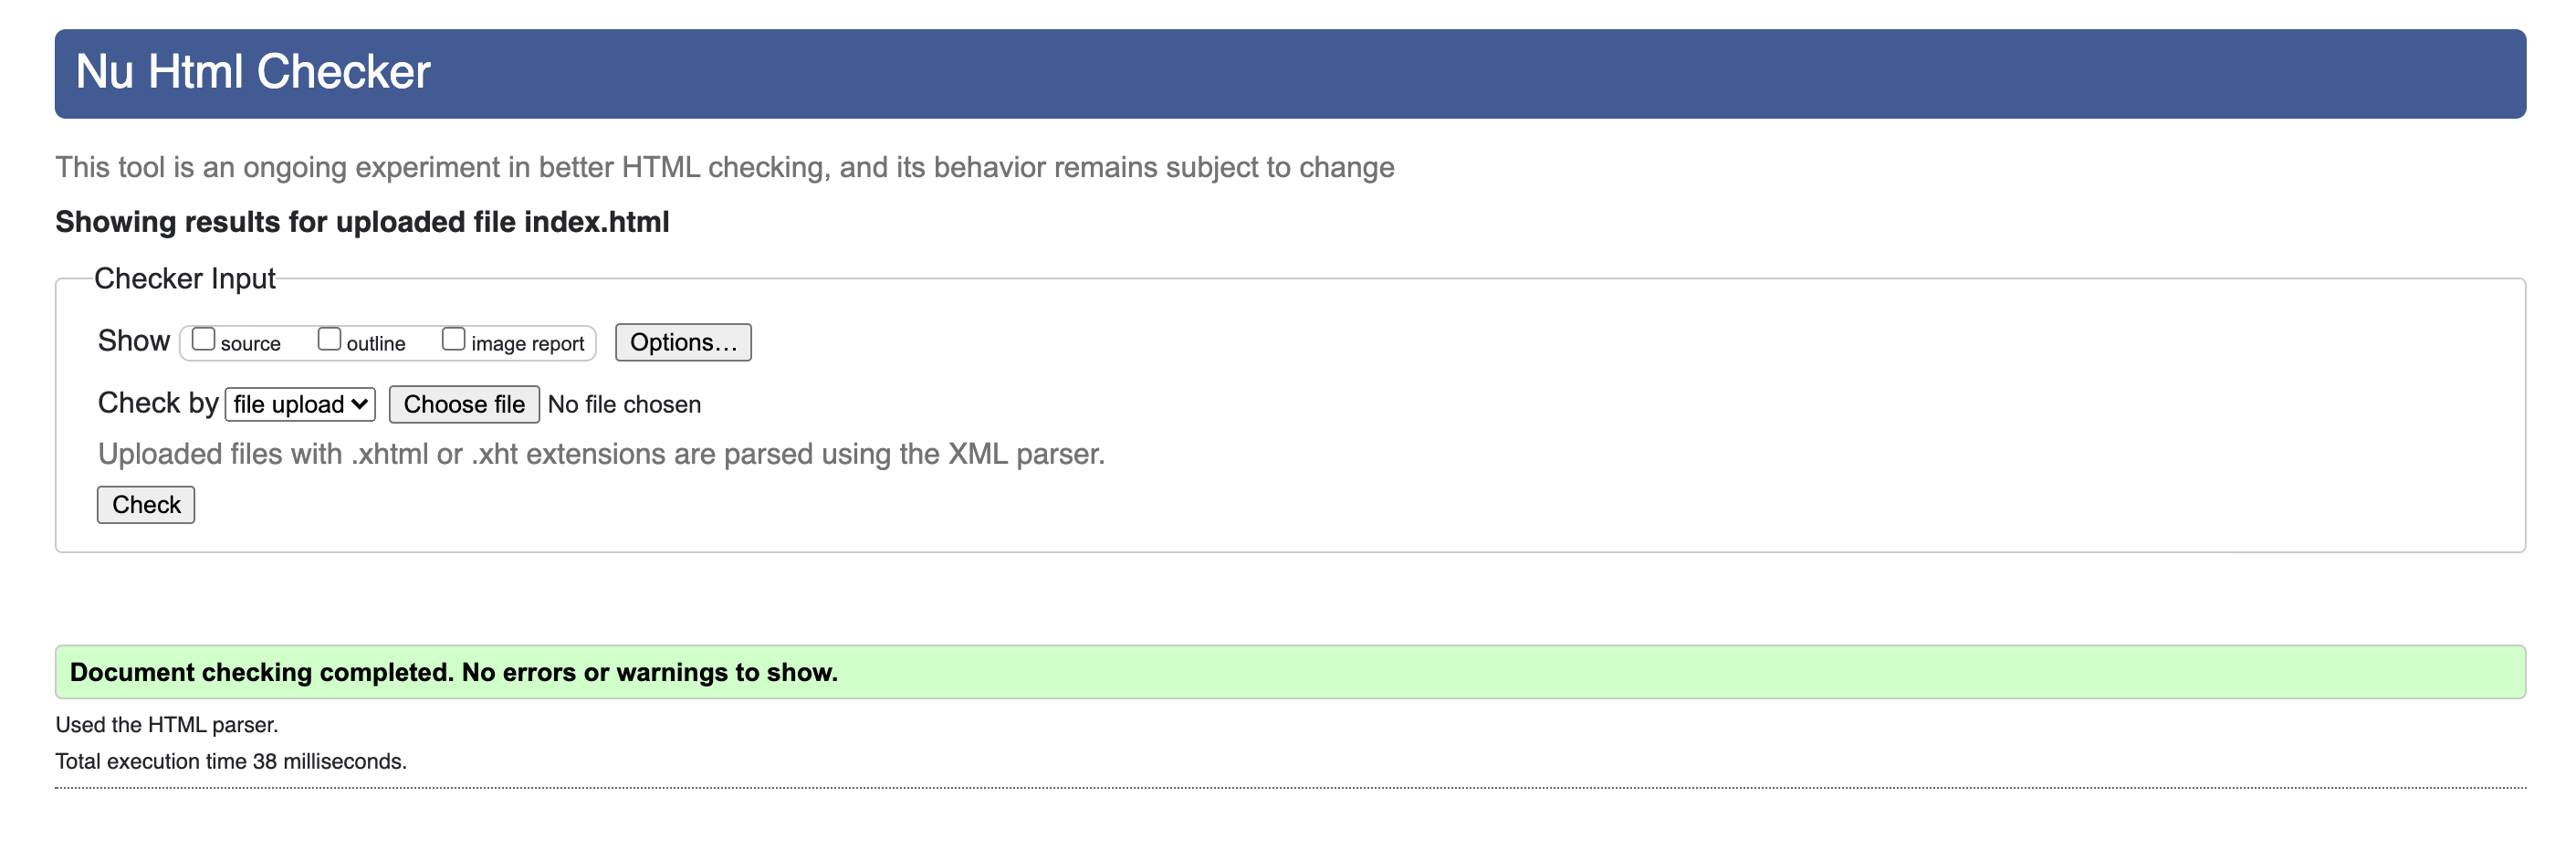 Nu Html Checker
This tool is an ongoing experiment in better HTML checking, and its behavior remains subject to change
Showing results for uploaded file index.html
Checker Input
Show source outline image report Options…
Check by file upload Choose file No file chosen
Uploaded files with .xhtml or .xht extensions are parsed using the XML parser.
Check
Document checking completed. No errors or warnings to show.
Used the HTML parser.
Total execution time 38 milliseconds.